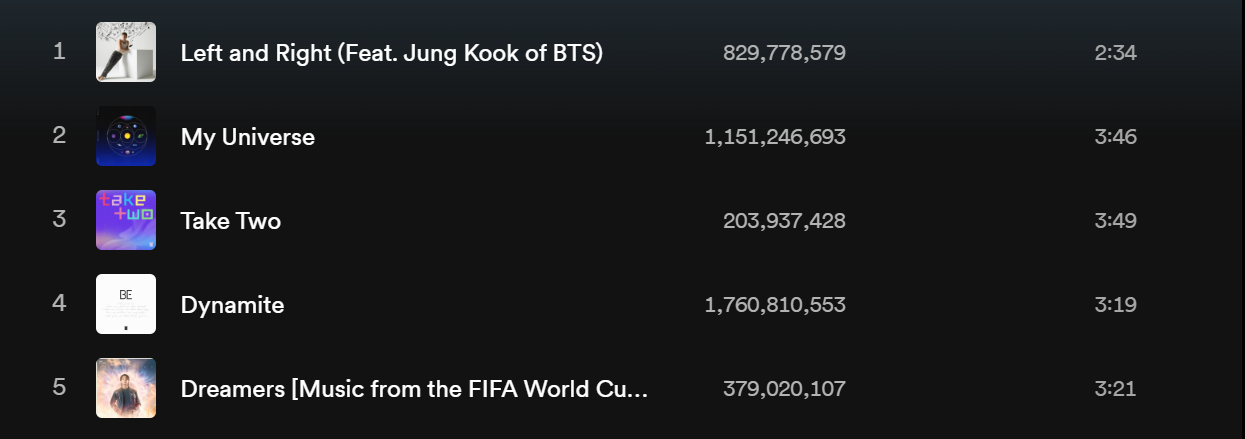 1 Left and Right (Feat. Jung Kook of BTS) 829,778,579 2:34
2 My Universe 1,151,246,693 3:46
take
two
3 Take Two 203,937,428 3:49
BE
4 Dynamite 1,760,810,553 3:19
5 Dreamers [Music from the FIFA World Cu... 379,020,107 3:21